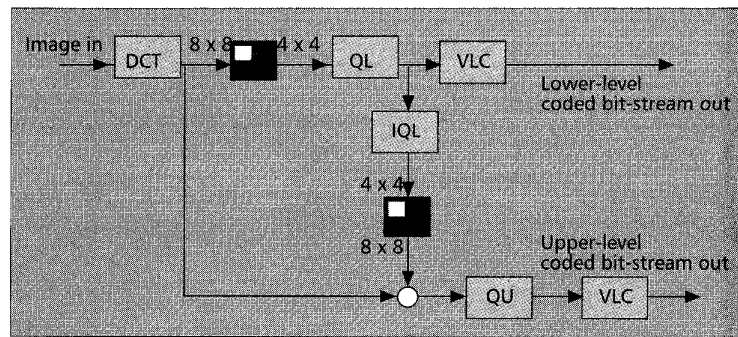 Image in
DCT
8 x 8
4 x 4
QL
VLC
Lower-level
coded bit-stream out
IQL
4 x 4
8 x 8
Upper-level
coded bit-stream out
QU
VLC